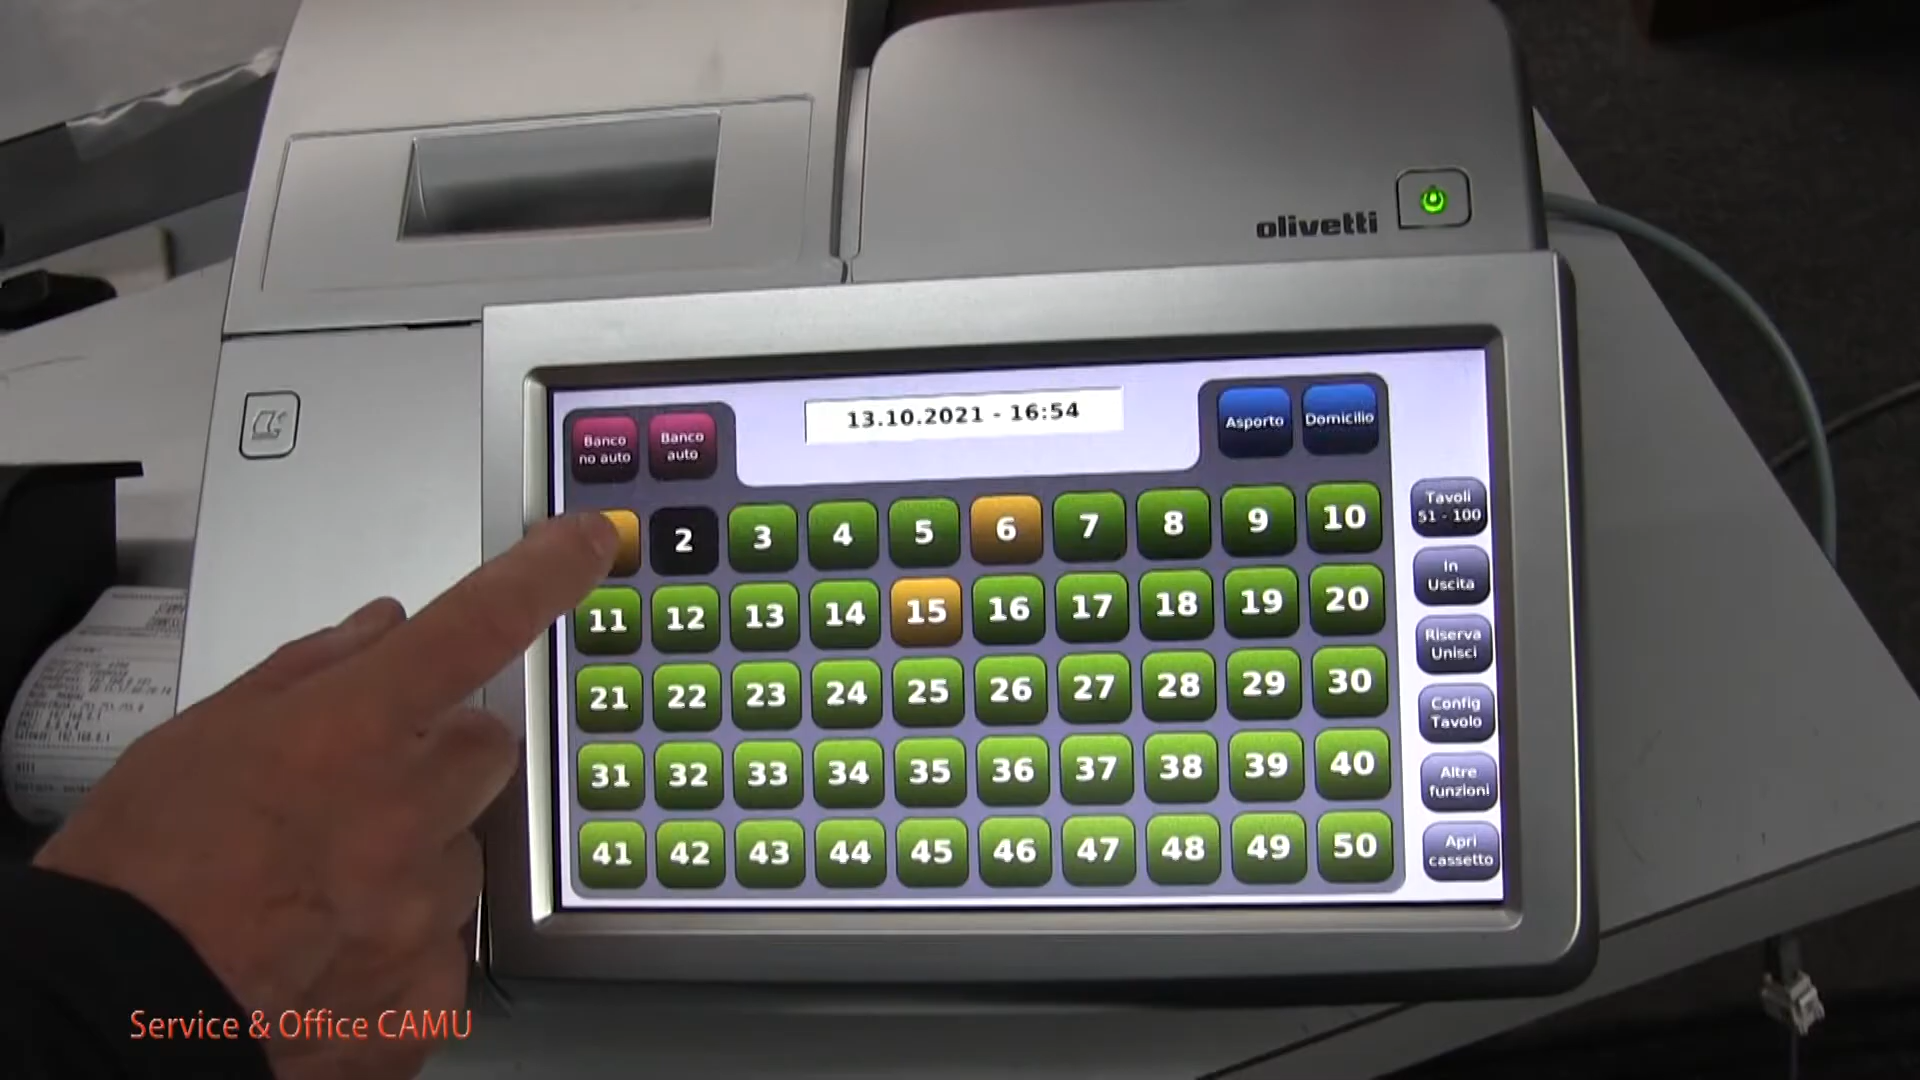 olivetti
13.10.2021 - 16:54
Banco
no auto
Banco
auto
Asporto
Domicilio
2 3 4 5 6 7 8 9 10
11 12 13 14 15 16 17 18 19 20
21 22 23 24 25 26 27 28 29 30
31 32 33 34 35 36 37 38 39 40
41 42 43 44 45 46 47 48 49 50
Tavoli
51 - 100
In
Uscita
Riserva
Unisci
Config
Tavolo
Altre
funzioni
Apri
cassetto
Service & Office CAMU